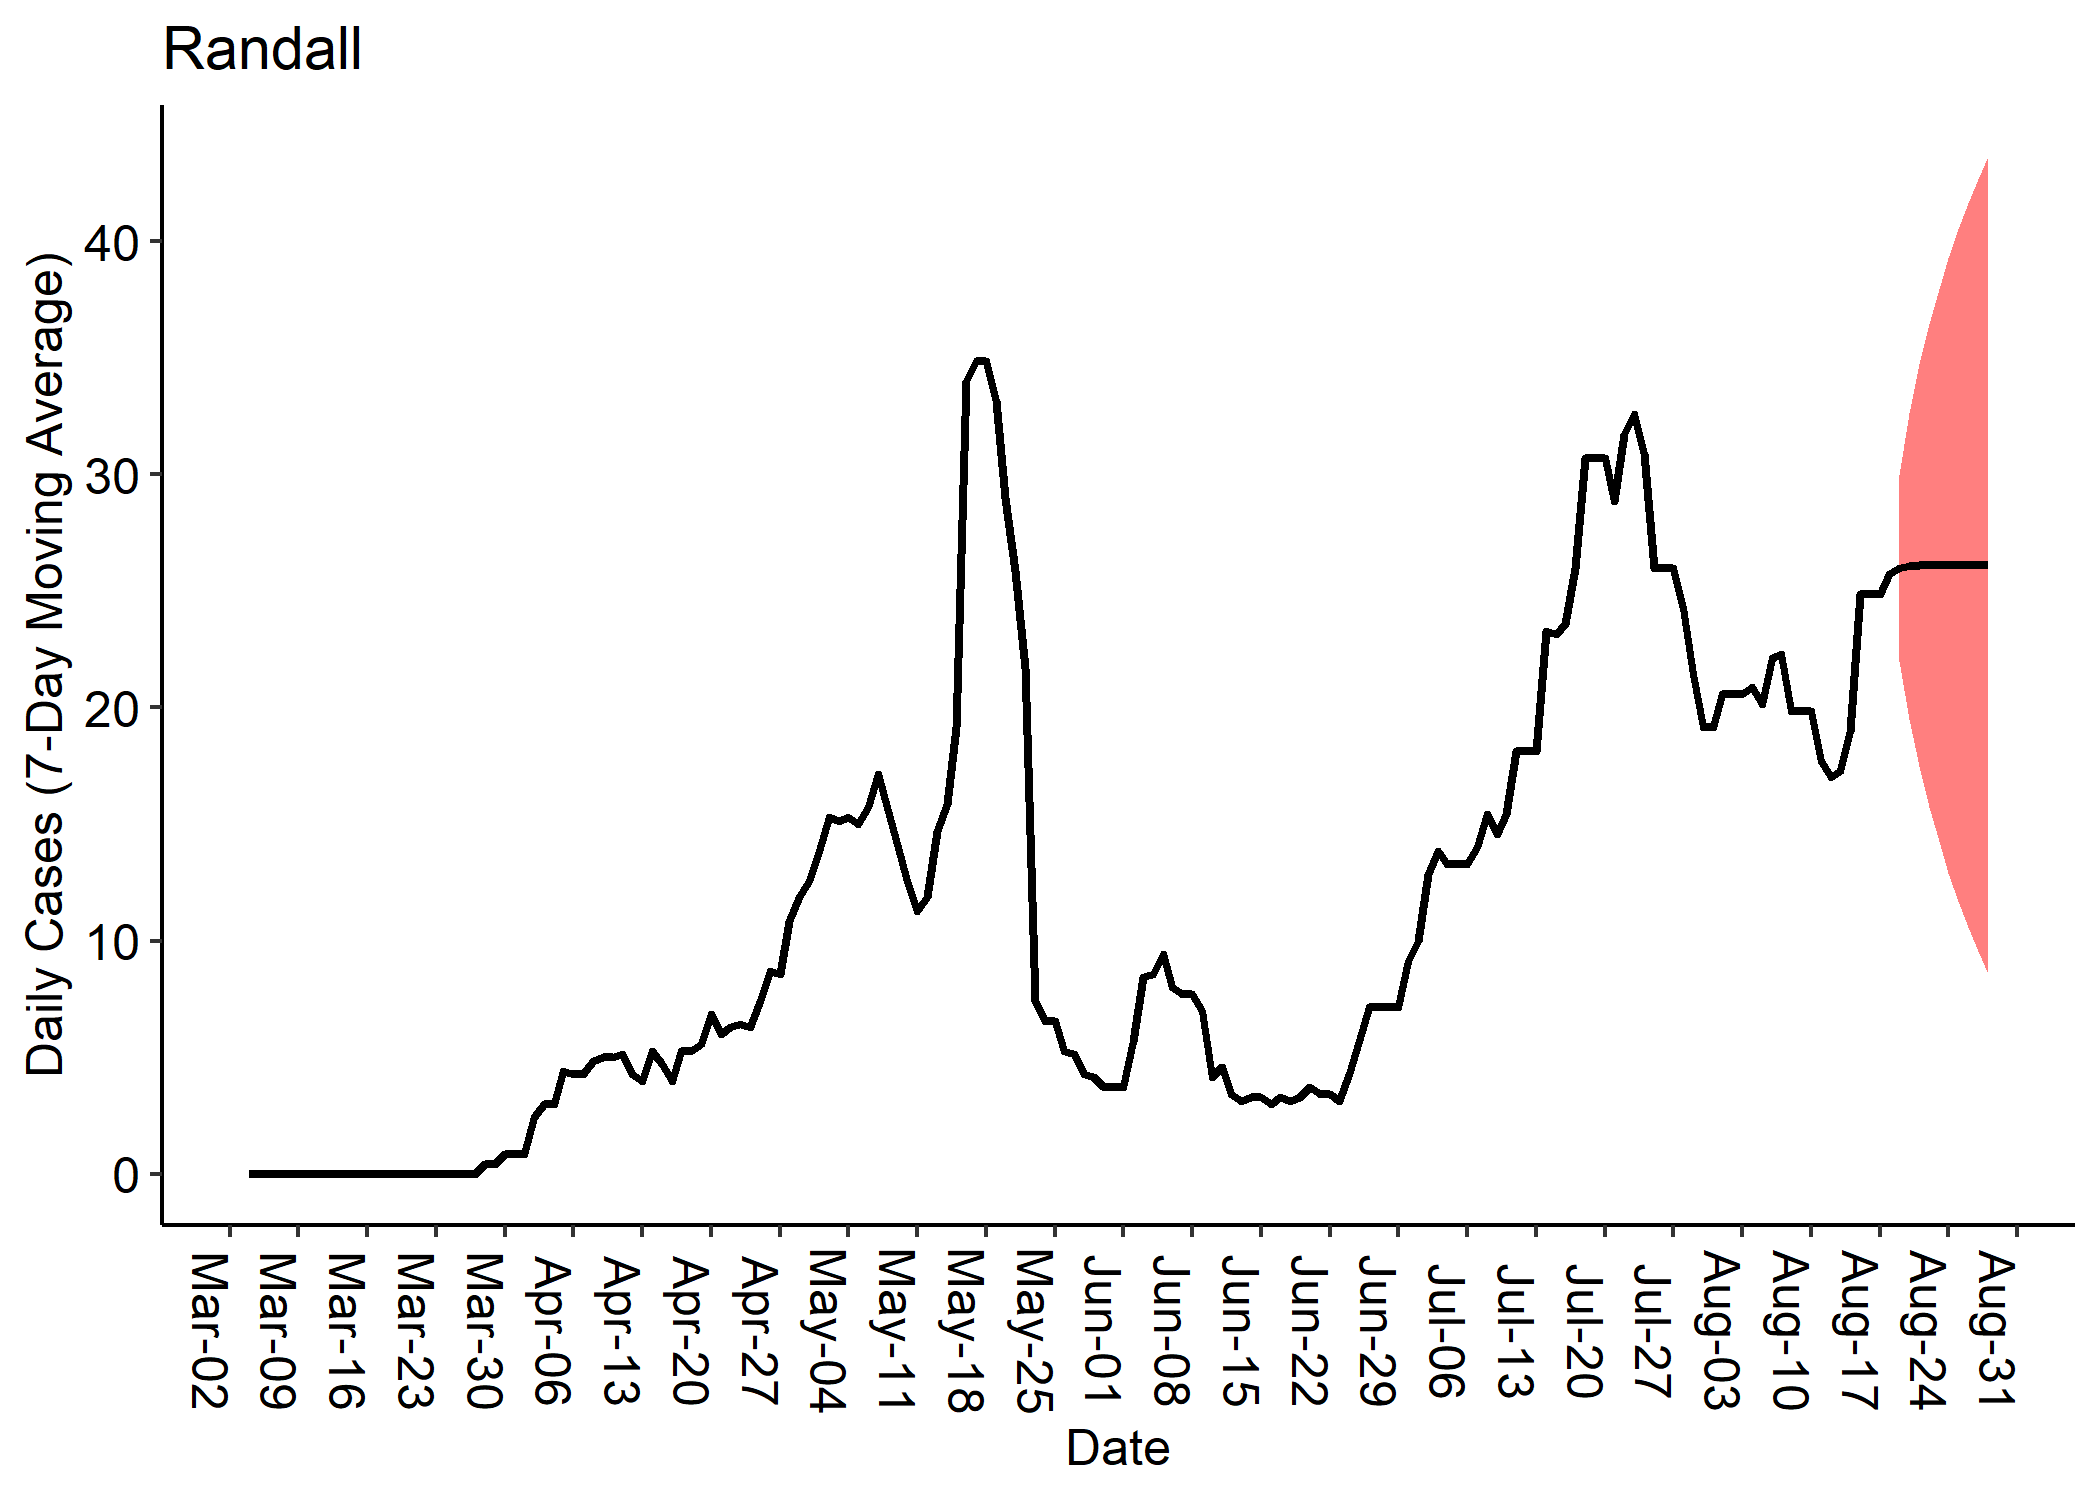 Randall
Daily Cases (7-Day Moving Average)
40
30
20
10
0
Mar-02
Mar-09
Mar-16
Mar-23
Mar-30
Apr-06
Apr-13
Apr-20
Apr-27
May-04
May-11
May-18
May-25
Jun-01
Jun-08
Jun-15
Jun-22
Jun-29
Jul-06
Jul-13
Jul-20
Jul-27
Aug-03
Aug-10
Aug-17
Aug-24
Aug-31
Date